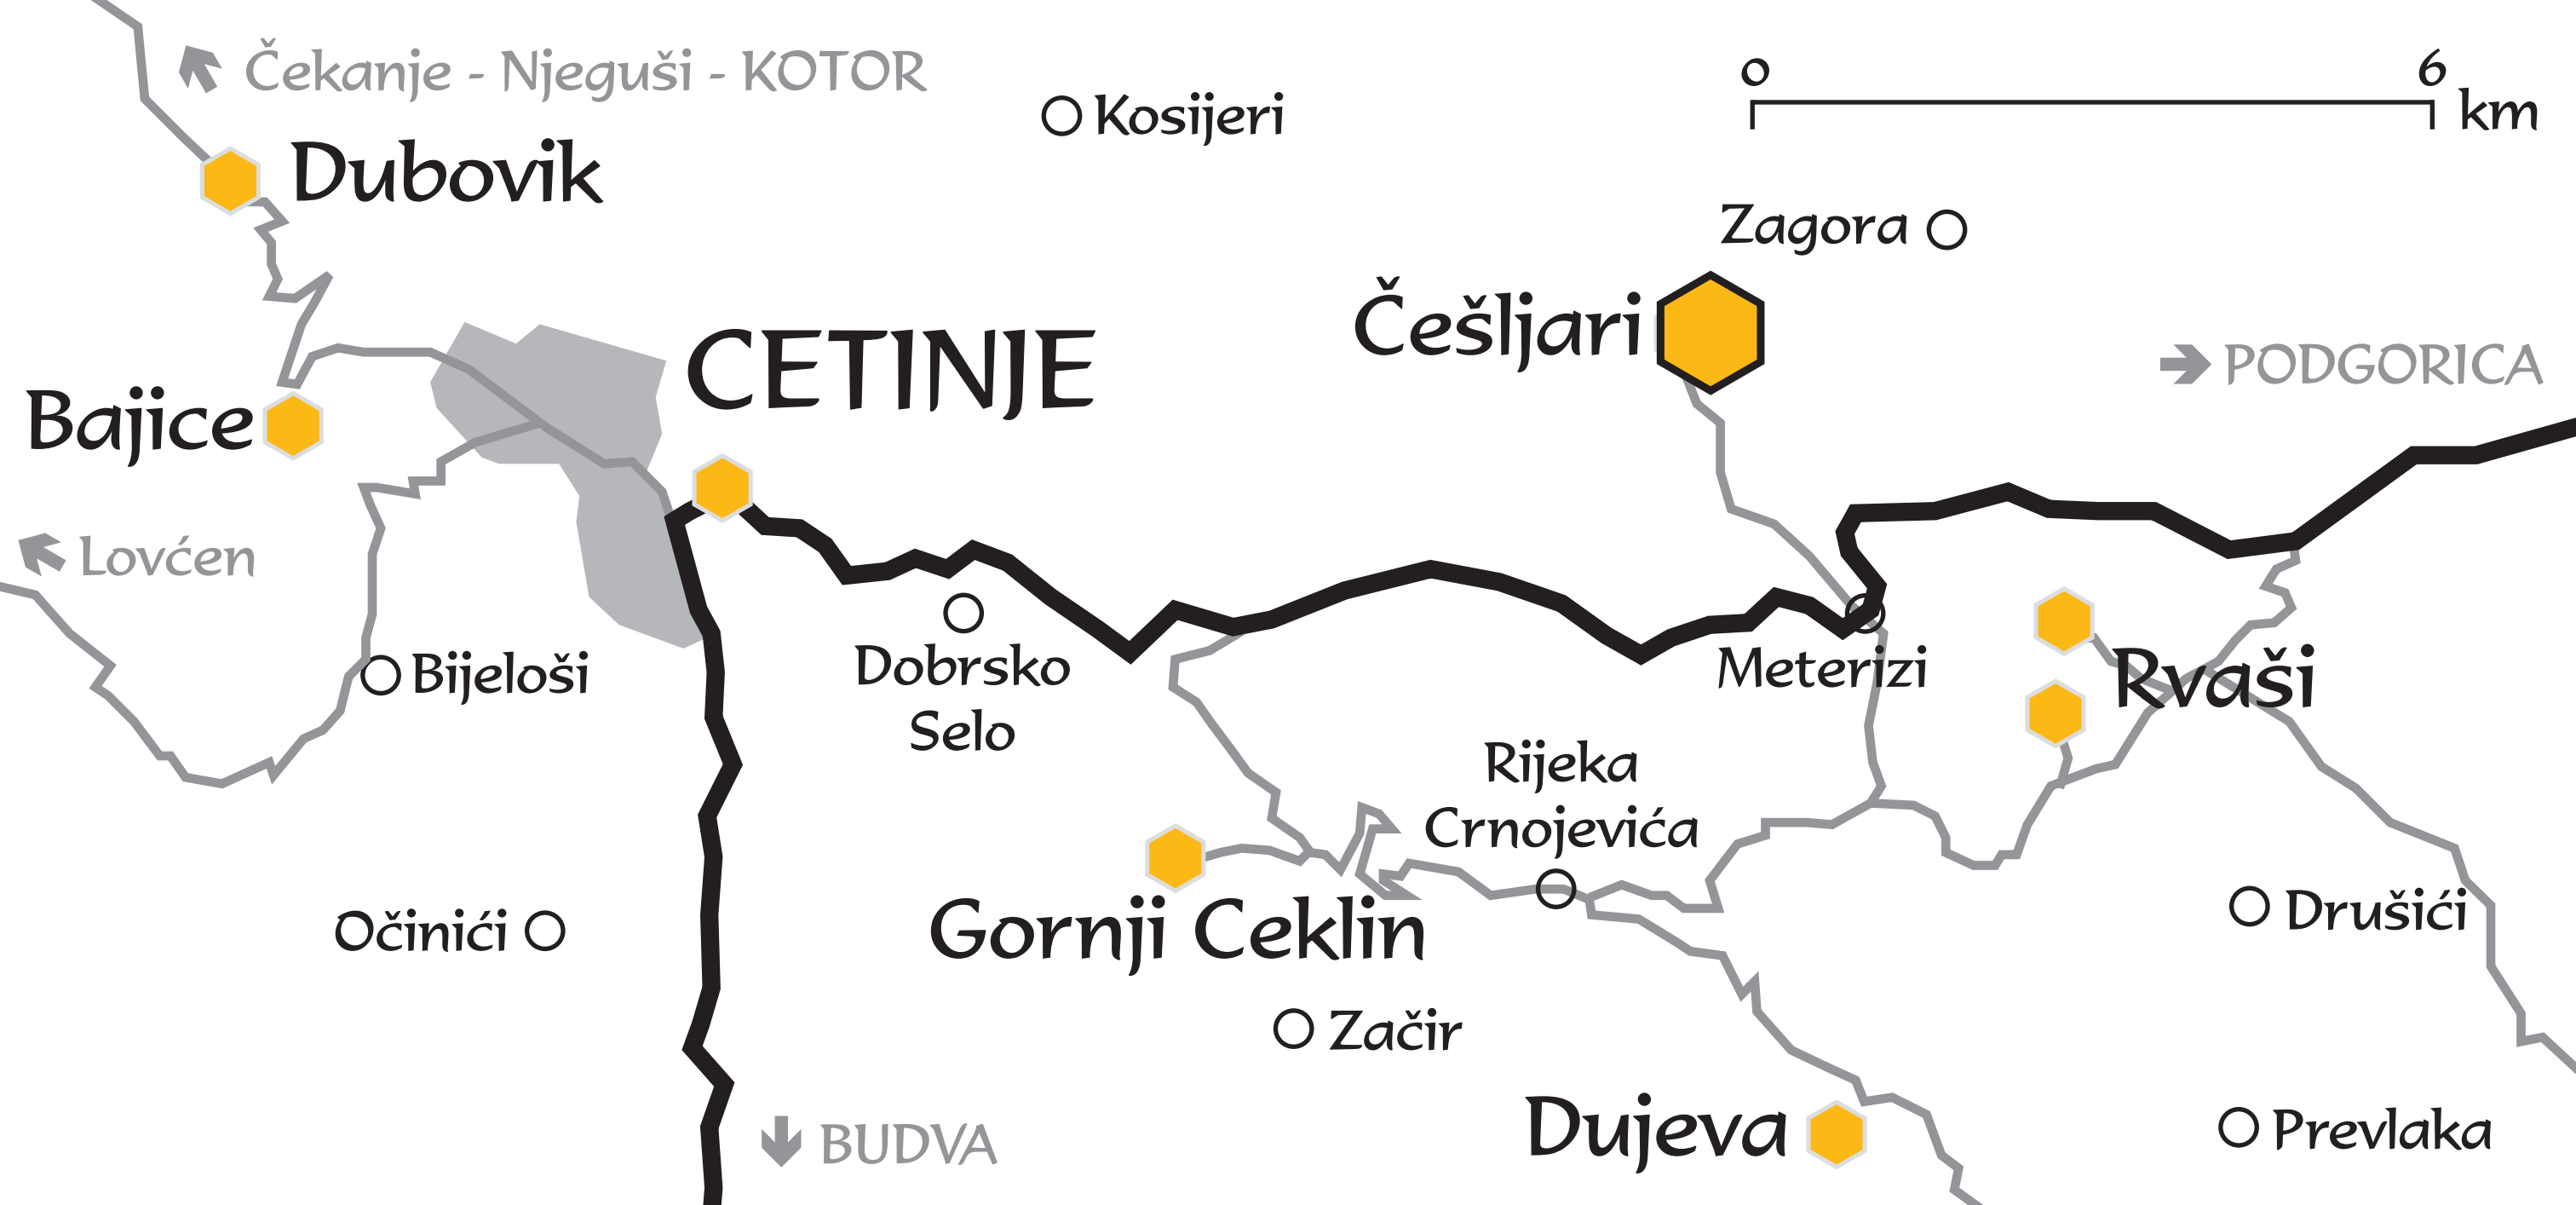 Čekanje - Njeguši - KOTOR
0
6
km
Kosijeri
Dubovik
Zagora
Češljari
CETINJE
PODGORICA
Bajice
Lovćen
Bijeloši
Dobrsko
Selo
Meterizi
Rvaši
Rijeka
Crnojevića
Gornji Ceklin
Očinići
Drušići
Začir
Dujeva
BUDVA
Prevlaka